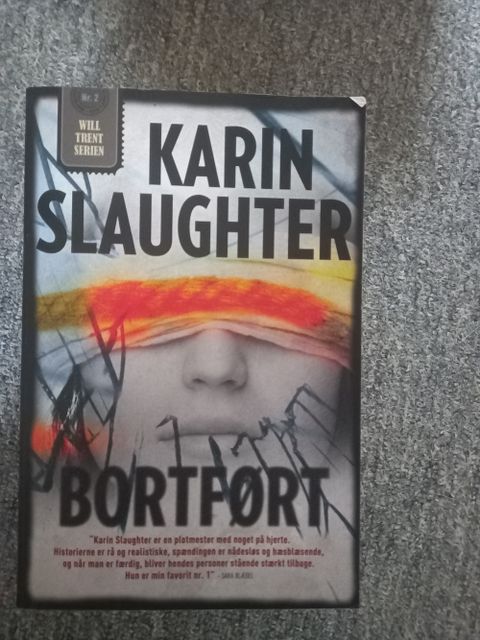 Nr. 2
WILL
TRENT
SERIEN
KARIN
SLAUGHTER
BORTFØRT
"Karin Slaughter er en plotmester med noget på hjerte.
Historierne er rå og realistiske, spændingen er nådesløs og hæsblæsende,
og når man er færdig, bliver hendes personer stående stærkt tilbage.
Hun er min favorit nr. 1" - SARA BLÆDEL